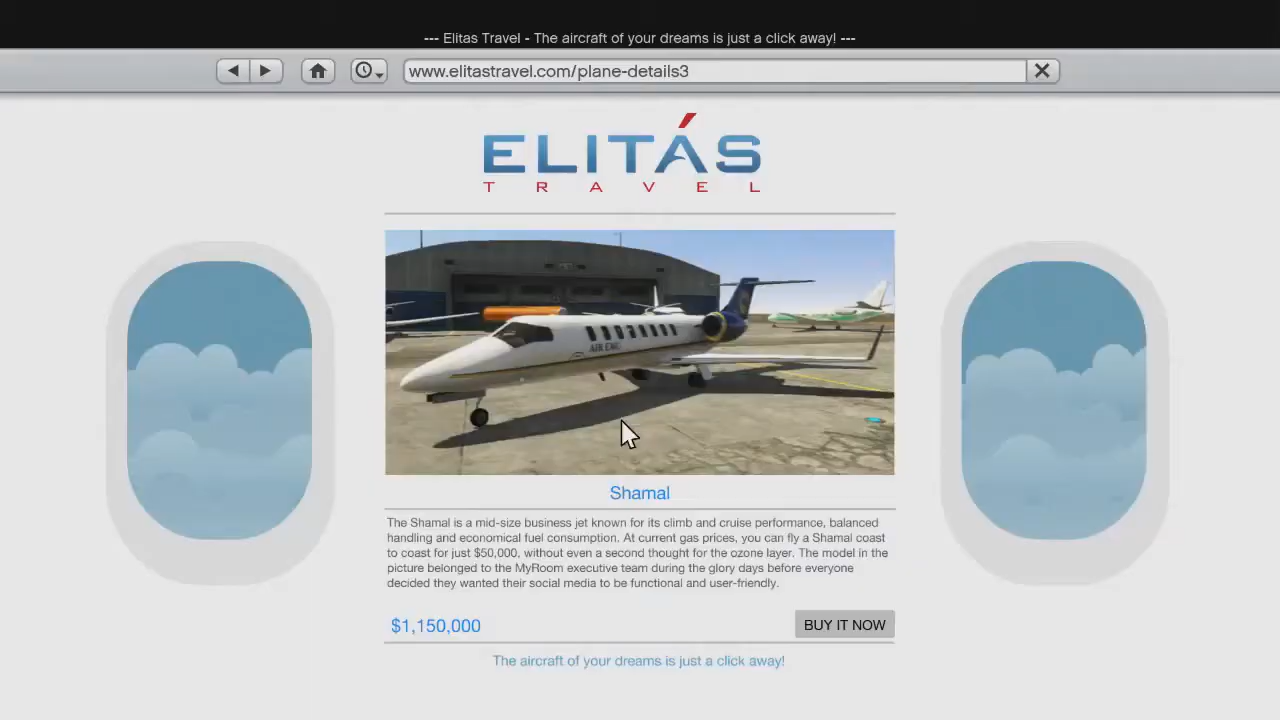 --- Elitas Travel - The aircraft of your dreams is just a click away! ---
www.elitastravel.com/plane-details3
ELITÁS
TRAVEL
Shamal
The Shamal is a mid-size business jet known for its climb and cruise performance, balanced
handling and economical fuel consumption. At current gas prices, you can fly a Shamal coast
to coast for just $50,000, without even a second thought for the ozone layer. The model in the
picture belonged to the MyRoom executive team during the glory days before everyone
decided they wanted their social media to be functional and user-friendly.
$1,150,000
BUY IT NOW
The aircraft of your dreams is just a click away!